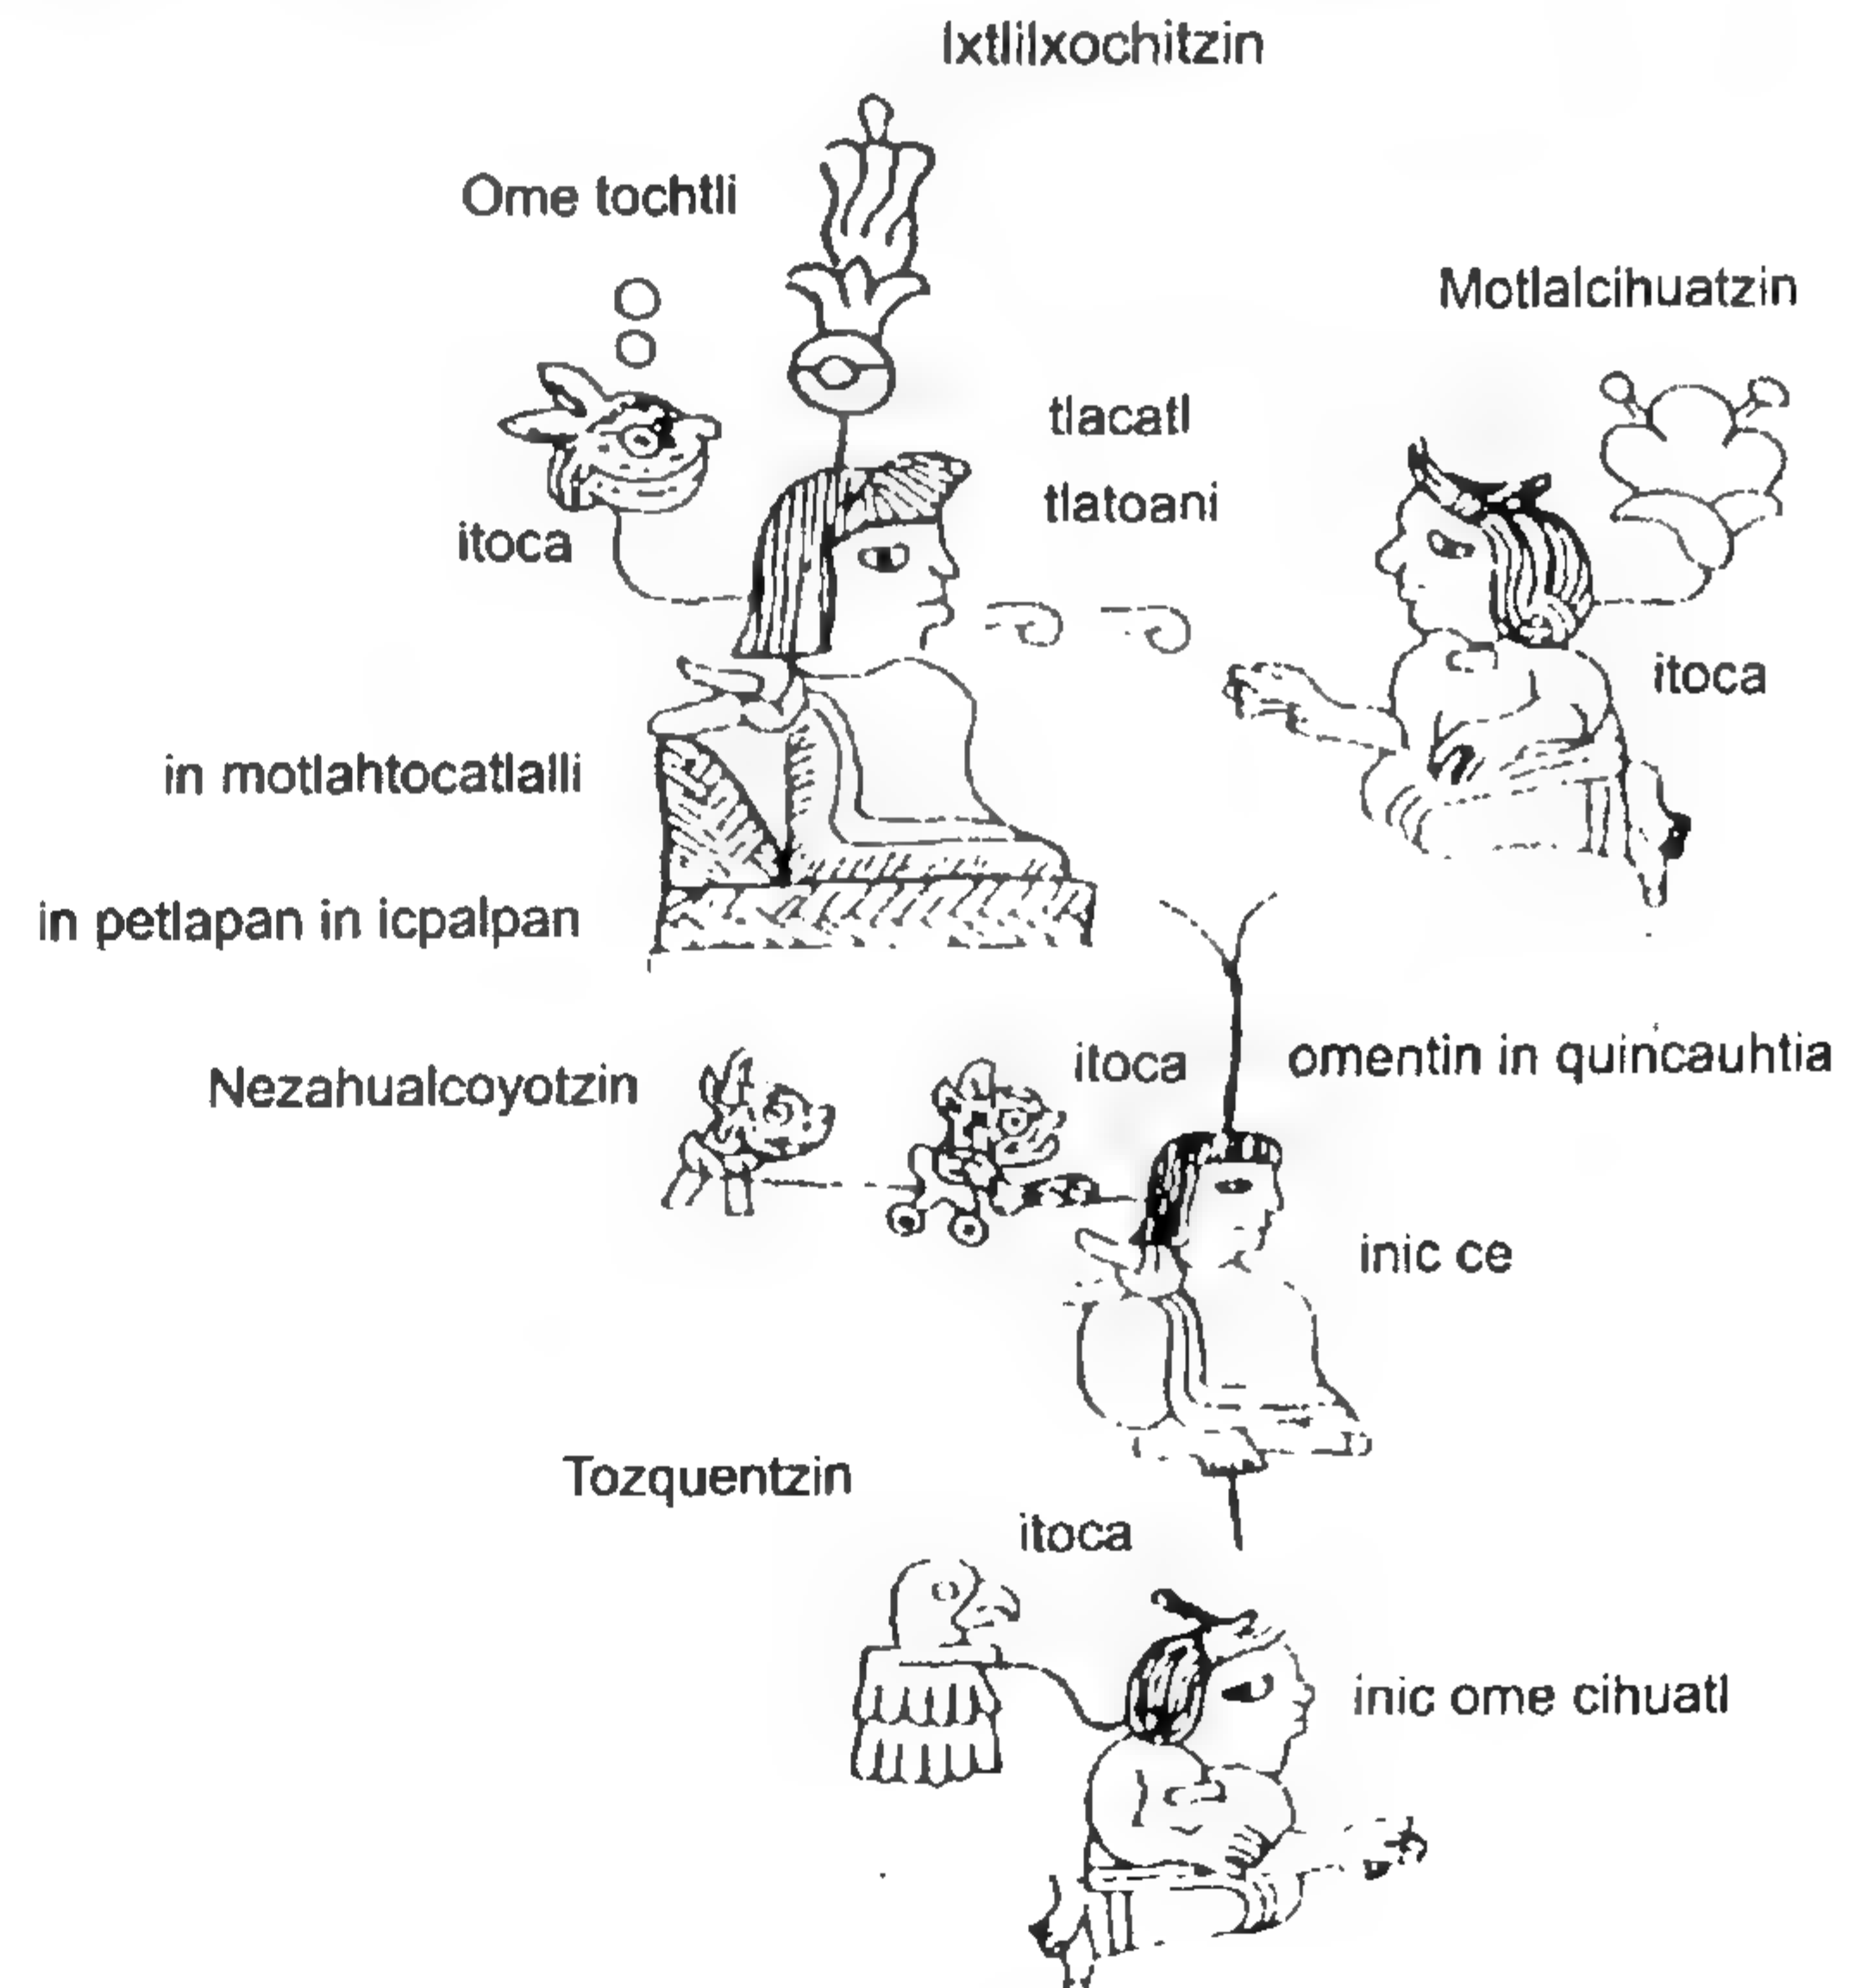 Ixtlilxochitzin
Ome tochtli
Motlalcihuatzin
tlacatl
tlatoani
itoca
itoca
in motlahtocatlalli
in petlapan in icpalpan
itoca
omentin in quincauhtia
Nezahualcoyotzin
inic ce
Tozquentzin
itoca
inic ome cihuatl